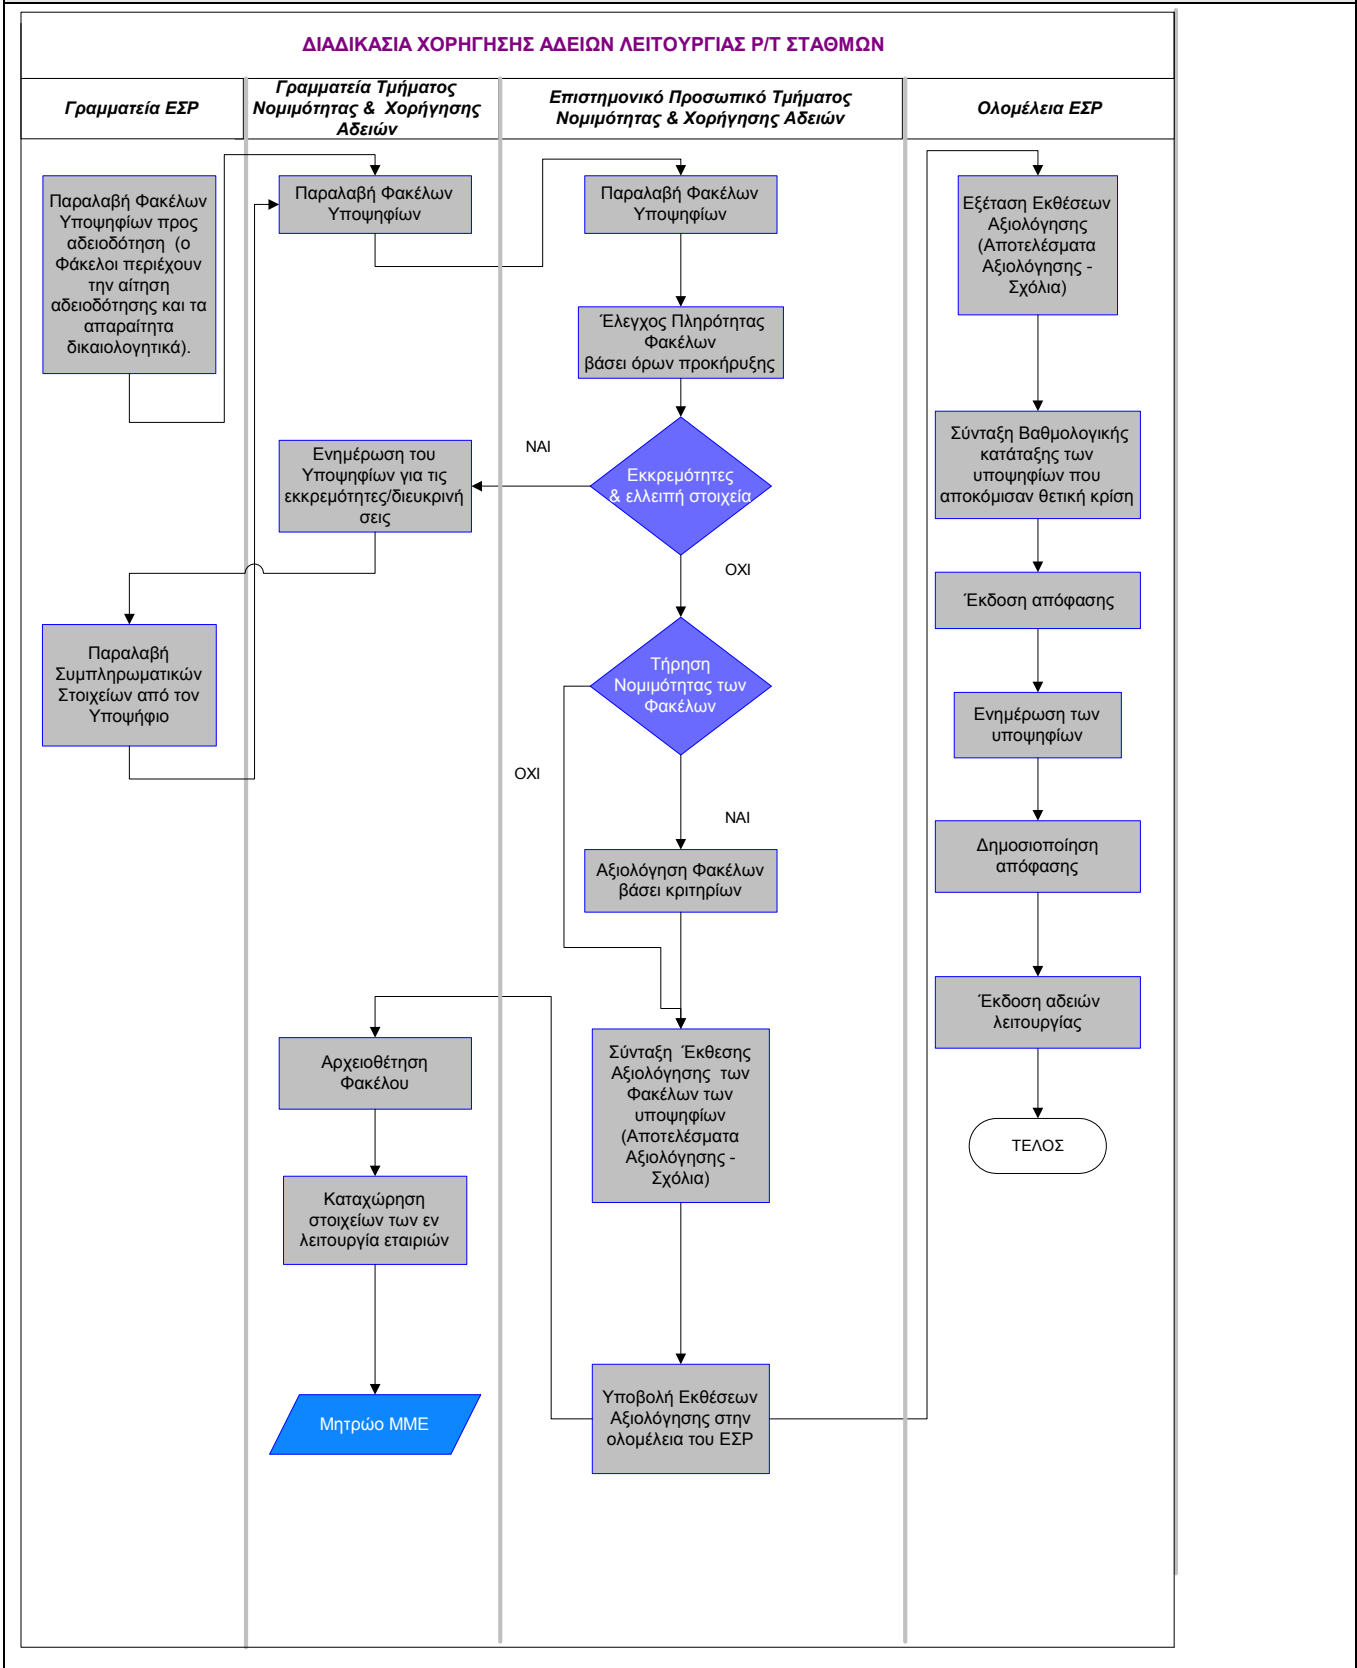 ΔΙΑΔΙΚΑΣΙΑ ΧΟΡΗΓΗΣΗΣ ΑΔΕΙΩΝ ΛΕΙΤΟΥΡΓΙΑΣ Ρ/Τ ΣΤΑΘΜΩΝ
Γραμματεία ΕΣΡ
Γραμματεία Τμήματος
Νομιμότητας & Χορήγησης
Αδειών
Επιστημονικό Προσωπικό Τμήματος
Νομιμότητας & Χορήγησης Αδειών
Ολομέλεια ΕΣΡ
Παραλαβή Φακέλων
Υποψηφίων προς
αδειοδότηση (ο
Φάκελοι περιέχουν
την αίτηση
αδειοδότησης και τα
απαραίτητα
δικαιολογητικά).
Παραλαβή Φακέλων
Υποψηφίων
Παραλαβή Φακέλων
Υποψηφίων
Εξέταση Εκθέσεων
Αξιολόγησης
(Αποτελέσματα
Αξιολόγησης -
Σχόλια)
Έλεγχος Πληρότητας
Φακέλων
βάσει όρων προκήρυξης
Σύνταξη Βαθμολογικής
κατάταξης των
υποψηφίων που
αποκόμισαν θετική κρίση
ΝΑΙ
Ενημέρωση του
Υποψηφίων για τις
εκκρεμότητες/διευκρινή
σεις
Εκκρεμότητες
& ελλειπή στοιχεία
ΟΧΙ
Έκδοση απόφασης
Παραλαβή
Συμπληρωματικών
Στοιχείων από τον
Υποψήφιο
Τήρηση
Νομιμότητας των
Φακέλων
Ενημέρωση των
υποψηφίων
ΟΧΙ
ΝΑΙ
Δημοσιοποίηση
απόφασης
Αξιολόγηση Φακέλων
βάσει κριτηρίων
Έκδοση αδειών
λειτουργίας
Αρχειοθέτηση
Φακέλου
Σύνταξη Έκθεσης
Αξιολόγησης των
Φακέλων των
υποψηφίων
(Αποτελέσματα
Αξιολόγησης -
Σχόλια)
ΤΕΛΟΣ
Καταχώρηση
στοιχείων των εν
λειτουργία εταιριών
Μητρώο ΜΜΕ
Υποβολή Εκθέσεων
Αξιολόγησης στην
ολομέλεια του ΕΣΡ